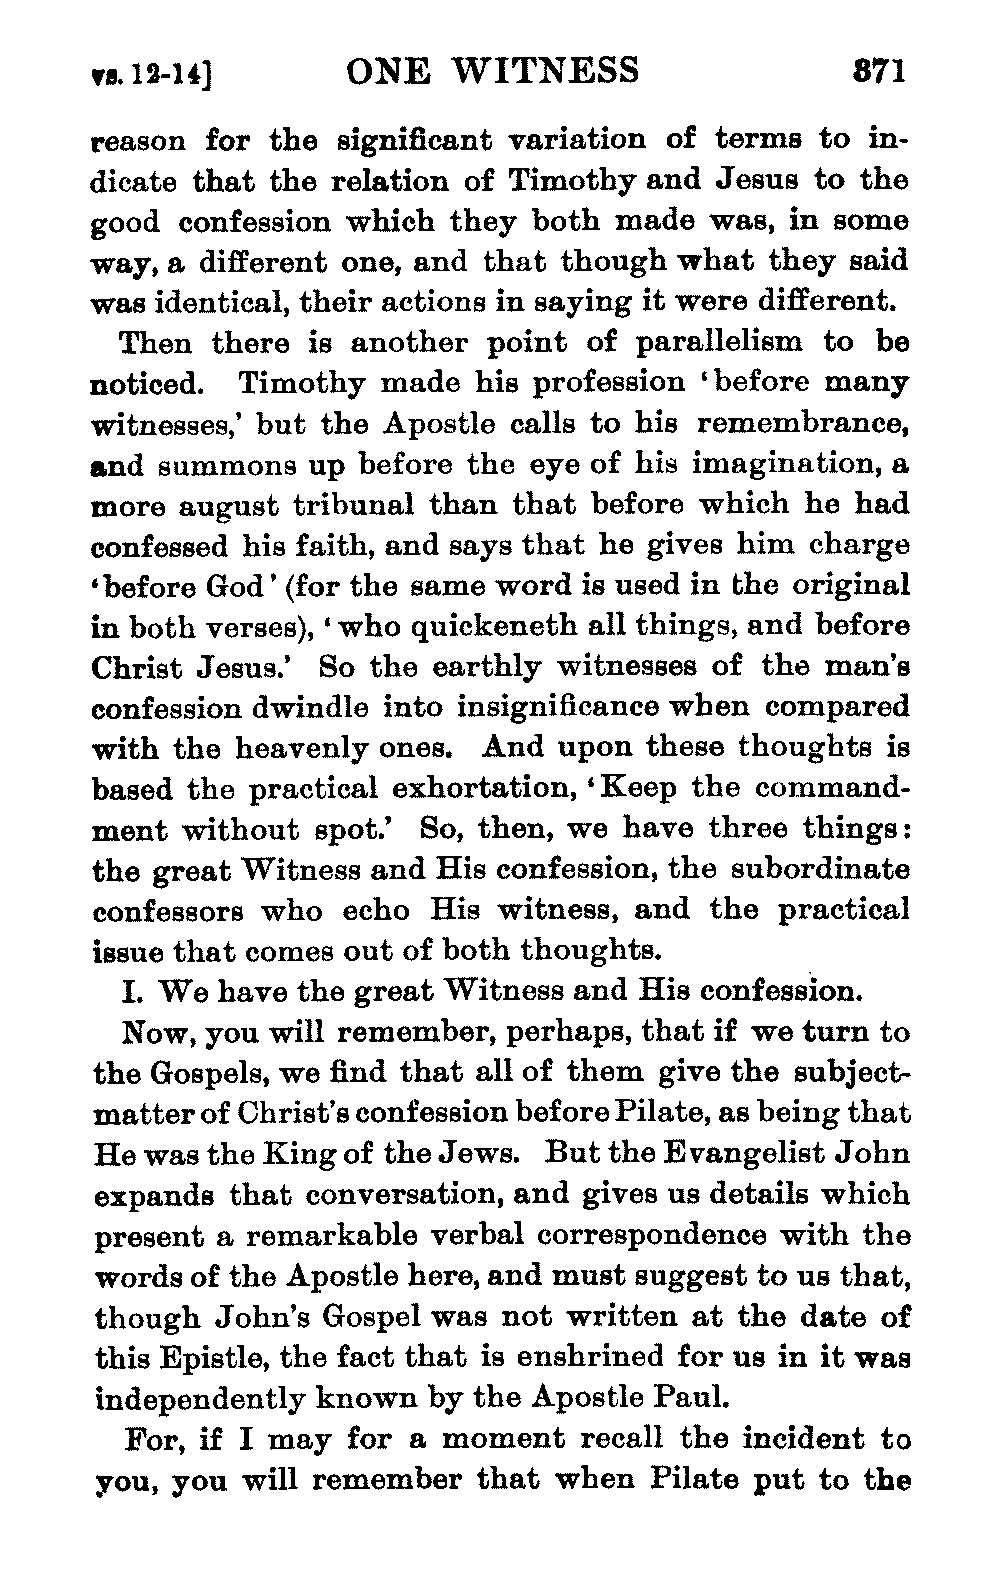 vs. 12-14] ONE WITNESS 371
reason for the significant variation of terms to in-
dicate that the relation of Timothy and Jesus to the
good confession which they both made was, in some
way, a different one, and that though what they said
was identical, their actions in saying it were different.
Then there is another point of parallelism to be
noticed. Timothy made his profession ‘before many
witnesses,’ but the Apostle calls to his remembrance,
and summons up before the eye of his imagination, a
more august tribunal than that before which he had
confessed his faith, and says that he gives him charge
‘before God’ (for the same word is used in the original
in both verses), ‘who quickeneth all things, and before
Christ Jesus.’ So the earthly witnesses of the man’s
confession dwindle into insignificance when compared
with the heavenly ones. And upon these thoughts is
based the practical exhortation, ‘Keep the command-
ment without spot.’ So, then, we have three things:
the great Witness and His confession, the subordinate
confessors who echo His witness, and the practical
issue that comes out of both thoughts.
I. We have the great Witness and His confession.
Now, you will remember, perhaps, that if we turn to
the Gospels, we find that all of them give the subject-
matter of Christ’s confession before Pilate, as being that
He was the King of the Jews. But the Evangelist John
expands that conversation, and gives us details which
present a remarkable verbal correspondence with the
words of the Apostle here, and must suggest to us that,
though John’s Gospel was not written at the date of
this Epistle, the fact that is enshrined for us in it was
independently known by the Apostle Paul.
For, if I may for a moment recall the incident to
you, you will remember that when Pilate put to the